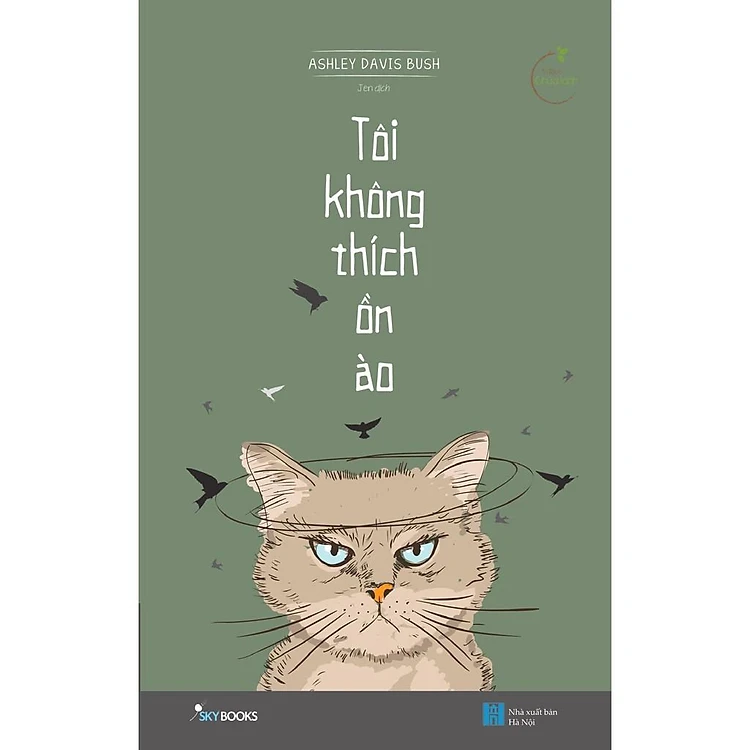 ASHLEY DAVIS BUSH
Jen dịch
Tôi
không
thích
ồn
ào
SKYBOOKS
Nhà xuất bản
Hà Nội